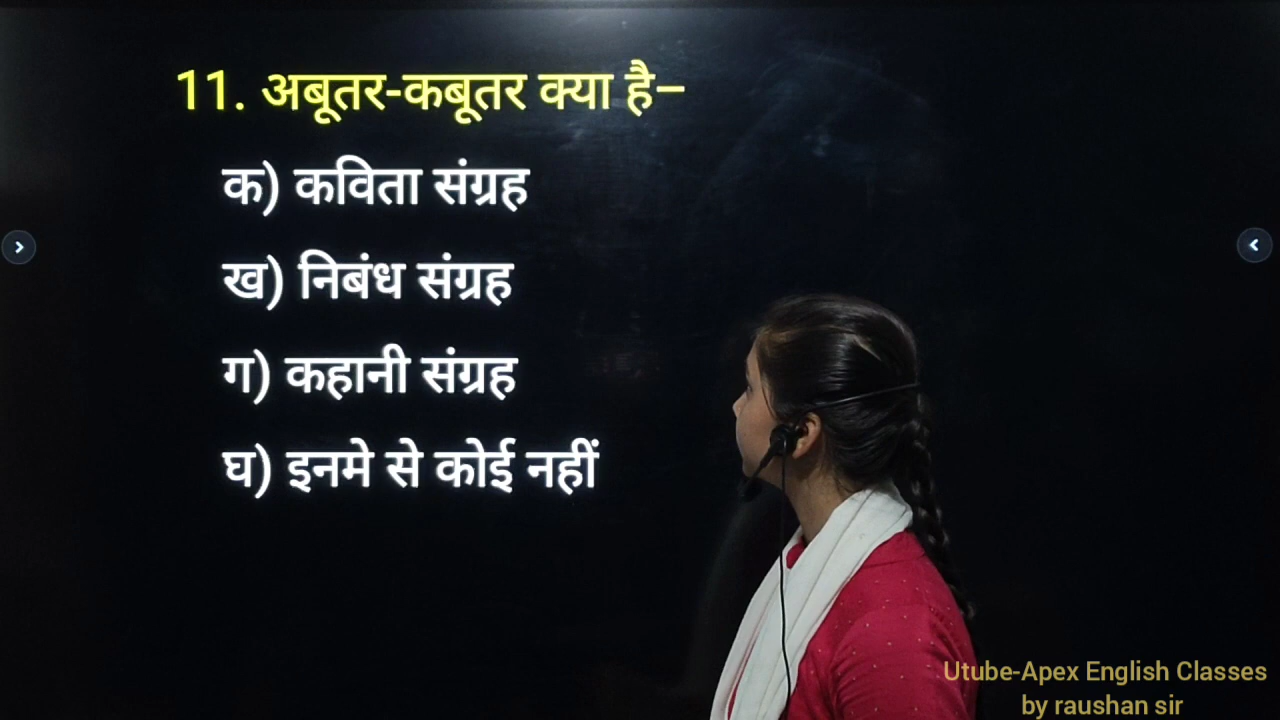 11. अबूतर-कबूतर क्या है–
क) कविता संग्रह
ख) निबंध संग्रह
ग) कहानी संग्रह
घ) इनमे से कोई नहीं
Utube-Apex English Classes
by raushan sir